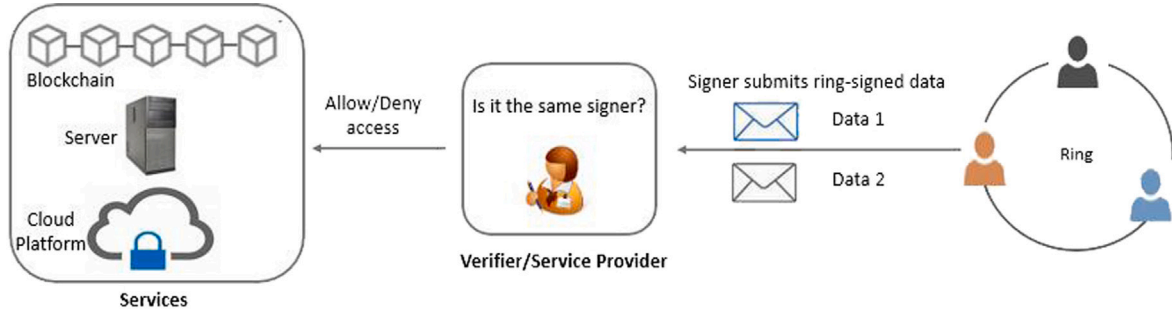 Blockchain
Server
Cloud
Platform
Services
Allow/Deny
access
Is it the same signer?
Verifier/Service Provider
Signer submits ring-signed data
Data 1
Data 2
Ring